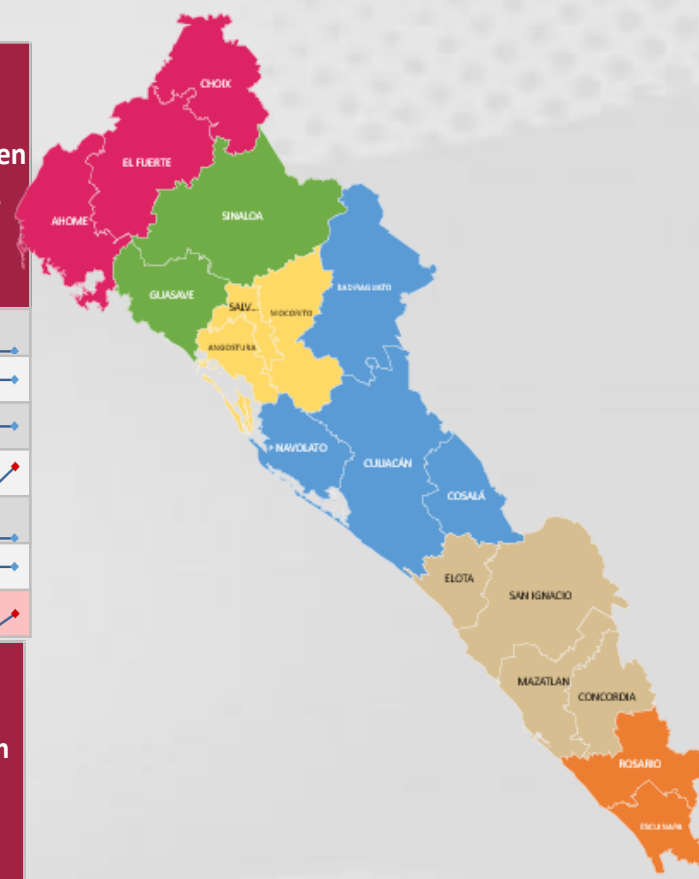 en
n
CHOIX
EL FUERTE
AHOME
SINALOA
BADIRAGUATO
GUASAVE
SALV...
MOCORITO
ANGOSTURA
NAVOLATO
CULIACÁN
COSALÁ
ELOTA
SAN IGNACIO
MAZATLAN
CONCORDIA
ROSARIO
ESCUINAPA